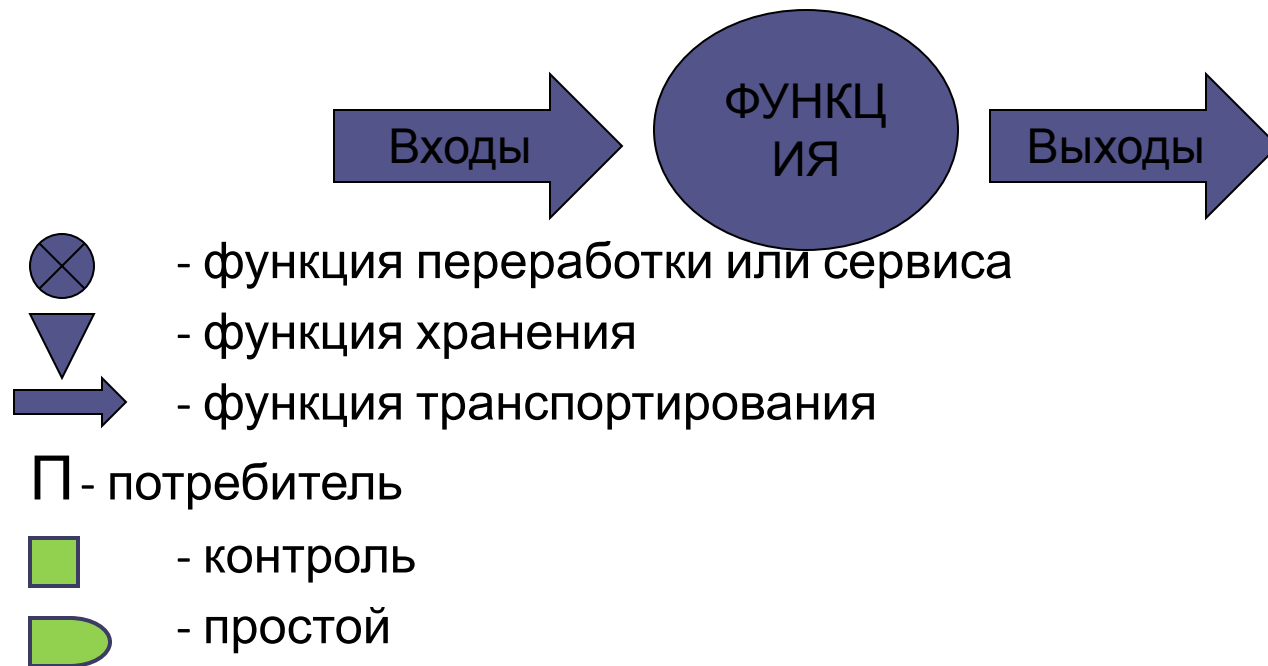 Входы
ФУНКЦ
ИЯ
Выходы
- функция переработки или сервиса
- функция хранения
- функция транспортирования
П - потребитель
- контроль
- простой